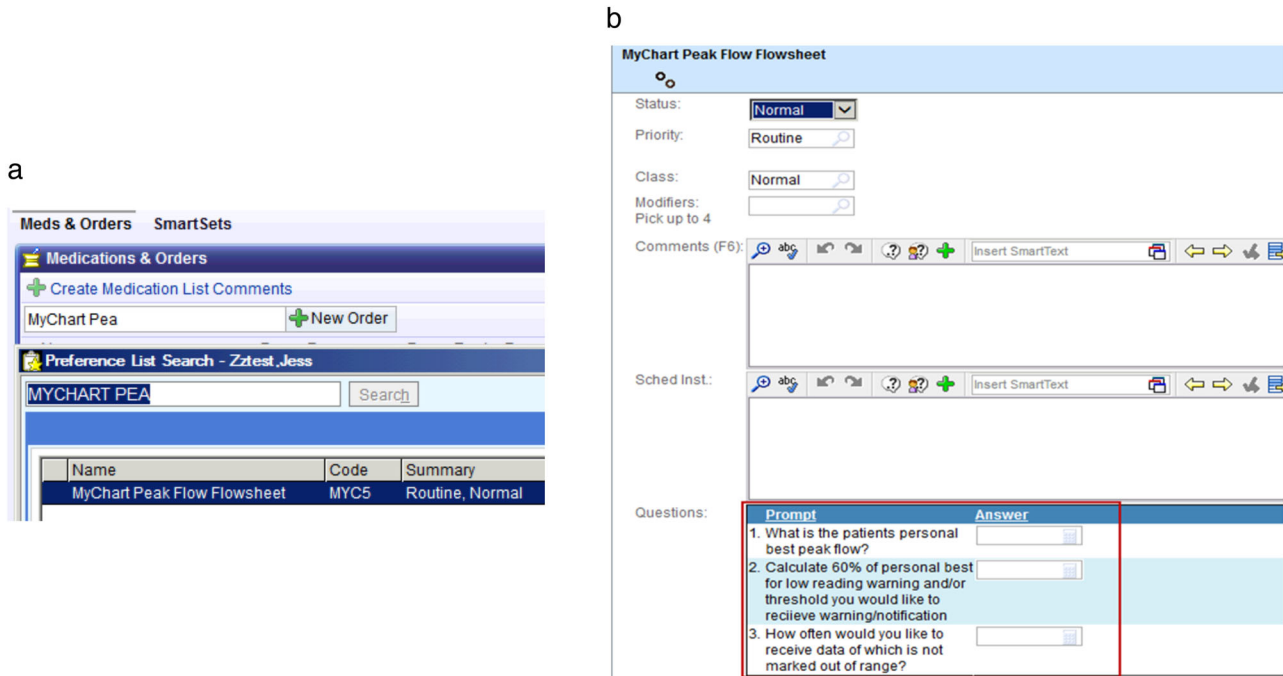 a
Meds & Orders SmartSets
Medications & Orders
Create Medication List Comments
MyChart Pea New Order
Preference List Search - Zztest,Jess
MYCHART PEA Search
Name Code Summary
MyChart Peak Flow Flowsheet MYC5 Routine, Normal
b
MyChart Peak Flow Flowsheet
Status: Normal
Priority: Routine
Class: Normal
Modifiers:
Pick up to 4
Comments (F6): abc Insert SmartText
Sched Inst.: abc Insert SmartText
Questions: Prompt Answer
1. What is the patients personal
best peak flow?
2. Calculate 60% of personal best
for low reading warning and/or
threshold you would like to
reciieve warning/notification
3. How often would you like to
receive data of which is not
marked out of range?